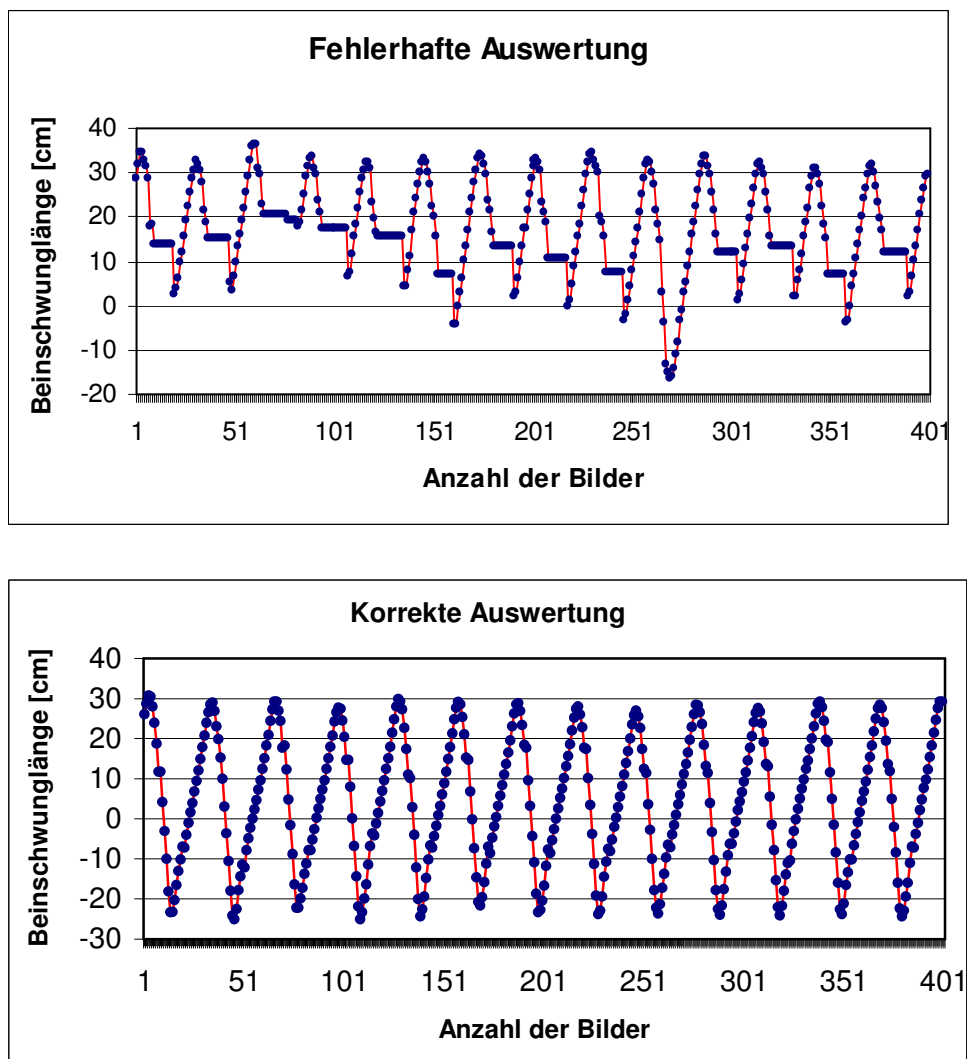 Fehlerhafte Auswertung
Beinschwunglänge [cm]
40
30
20
10
0
-10
-20
1 51 101 151 201 251 301 351 401
Anzahl der Bilder
Korrekte Auswertung
Beinschwunglänge [cm]
40
30
20
10
0
-10
-20
-30
1 51 101 151 201 251 301 351 401
Anzahl der Bilder